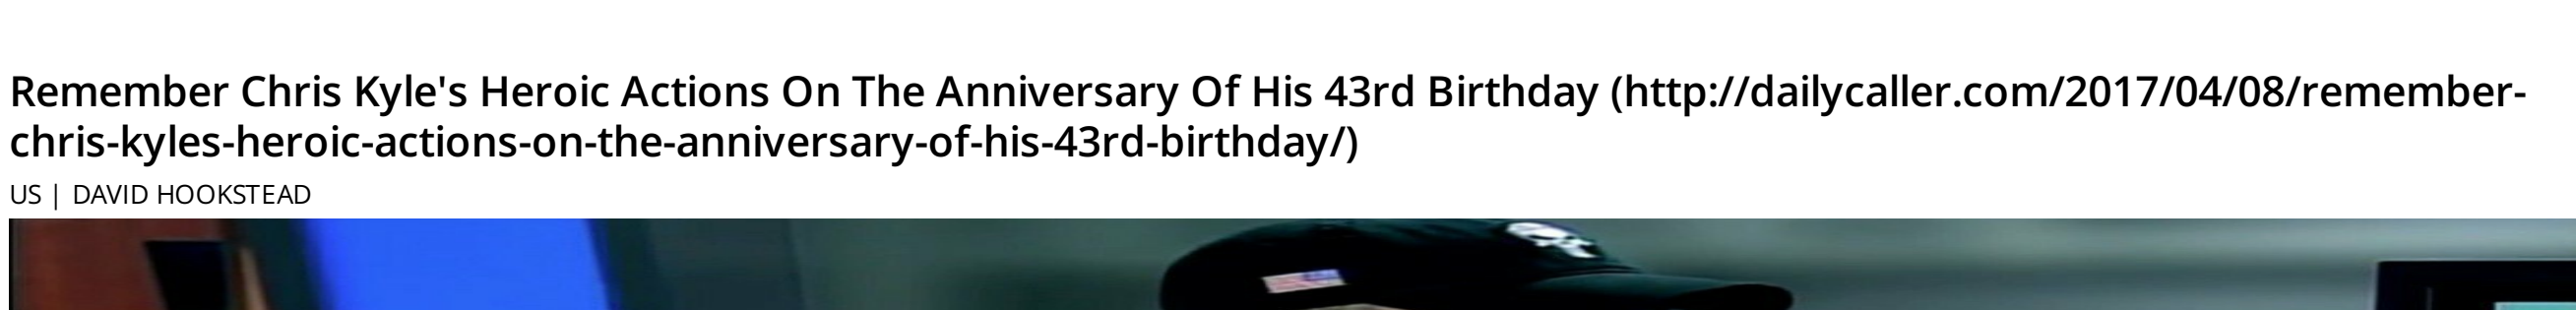 Remember Chris Kyle's Heroic Actions On The Anniversary Of His 43rd Birthday (http://dailycaller.com/2017/04/08/remember-
chris-kyles-heroic-actions-on-the-anniversary-of-his-43rd-birthday/)
US | DAVID HOOKSTEAD